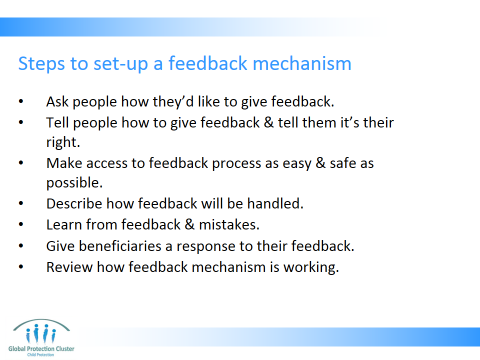 Steps to set-up a feedback mechanism
• Ask people how they’d like to give feedback.
• Tell people how to give feedback & tell them it’s their
right.
• Make access to feedback process as easy & safe as
possible.
• Describe how feedback will be handled.
• Learn from feedback & mistakes.
• Give beneficiaries a response to their feedback.
• Review how feedback mechanism is working.
Global Protection Cluster
Child Protection